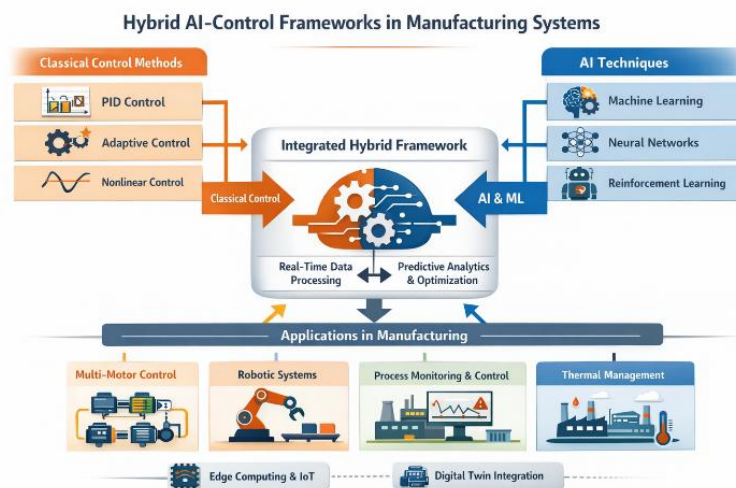 Hybrid AI-Control Frameworks in Manufacturing Systems
Classical Control Methods
PID Control
Adaptive Control
Nonlinear Control
AI Techniques
Machine Learning
Neural Networks
Reinforcement Learning
Integrated Hybrid Framework
Classical Control
AI & ML
Real-Time Data
Processing
Predictive Analytics
& Optimization
Applications in Manufacturing
Multi-Motor Control
Robotic Systems
Process Monitoring & Control
Thermal Management
Edge Computing & IoT
Digital Twin Integration